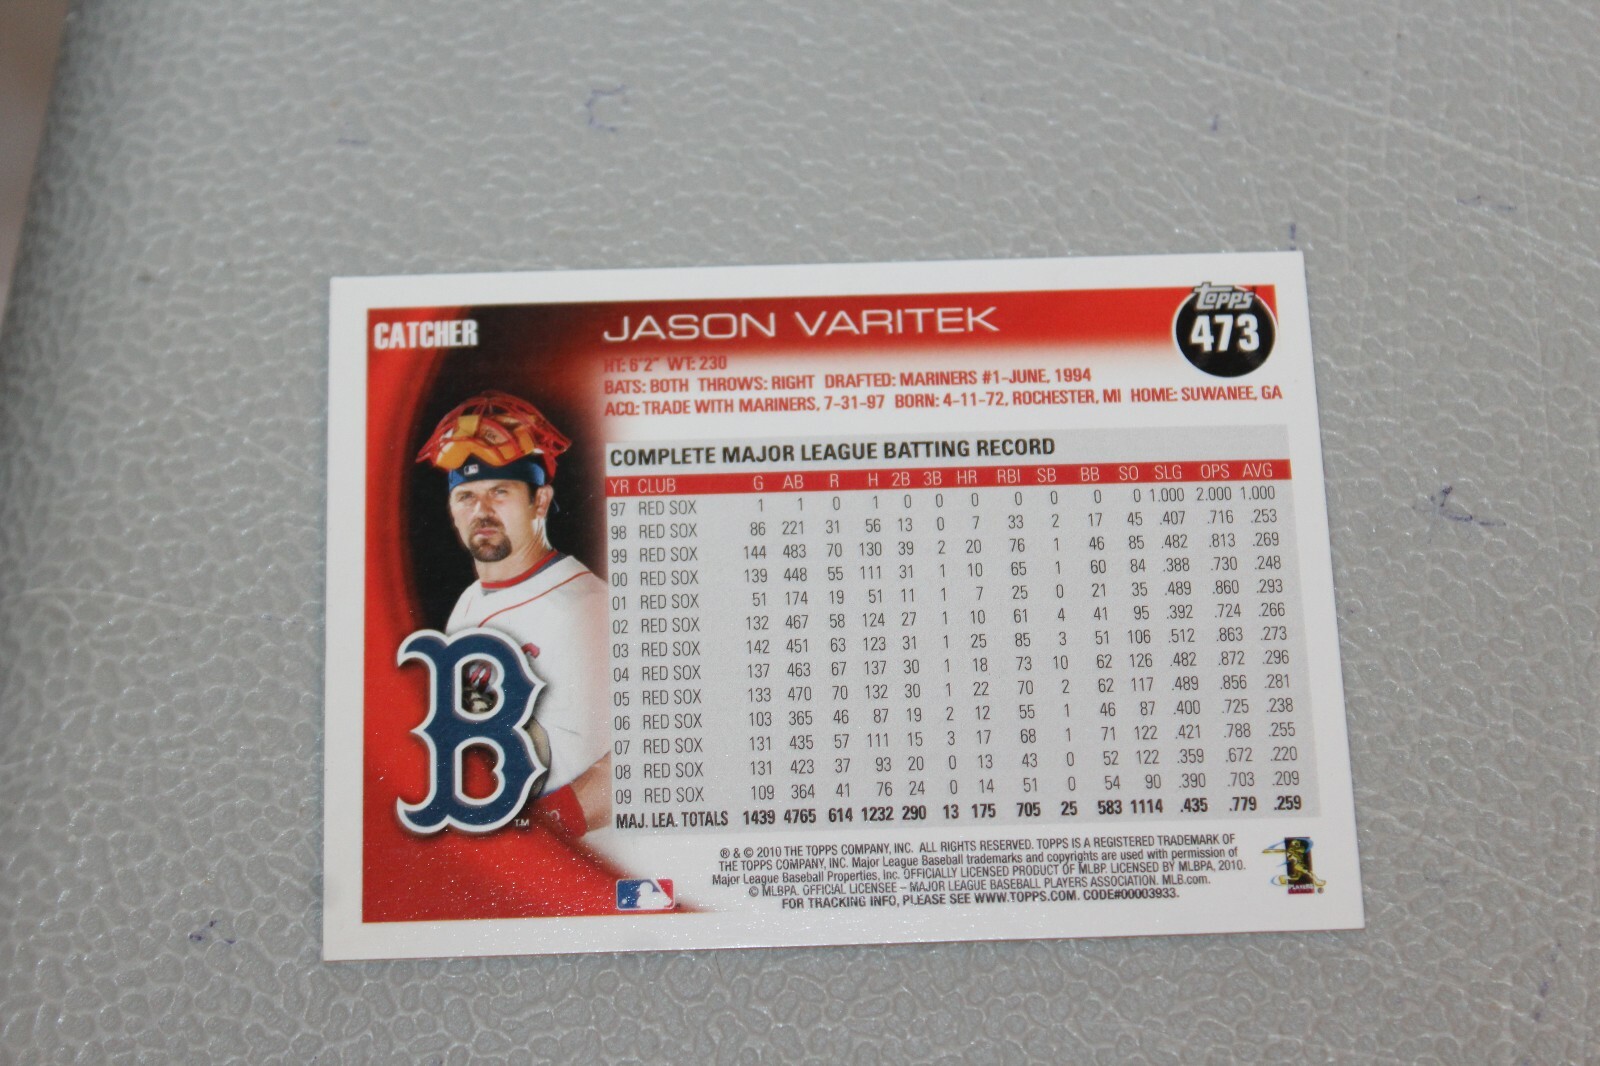 CATCHER
JASON VARITEK
topps
473
HT: 6'2" WT: 230
BATS: BOTH THROWS: RIGHT DRAFTED: MARINERS #1-JUNE, 1994
ACQ: TRADE WITH MARINERS, 7-31-97 BORN: 4-11-72, ROCHESTER, MI HOME: SUWANEE, GA
COMPLETE MAJOR LEAGUE BATTING RECORD
YR CLUB G AB R H 2B 3B HR RBI SB BB SO SLG OPS AVG
97 RED SOX 1 1 0 1 0 0 0 0 0 0 0 1.000 2.000 1.000
98 RED SOX 86 221 31 56 13 0 7 33 2 17 45 .407 .716 .253
99 RED SOX 144 483 70 130 39 2 20 76 1 46 85 .482 .813 .269
00 RED SOX 139 448 55 111 31 1 10 65 1 60 84 .388 .730 .248
01 RED SOX 51 174 19 51 11 1 7 25 0 21 35 .489 .860 .293
02 RED SOX 132 467 58 124 27 1 10 61 4 41 95 .392 .724 .266
03 RED SOX 142 451 63 123 31 1 25 85 3 51 106 .512 .863 .273
04 RED SOX 137 463 67 137 30 1 18 73 10 62 126 .482 .872 .296
05 RED SOX 133 470 70 132 30 1 22 70 2 62 117 .489 .856 .281
06 RED SOX 103 365 46 87 19 2 12 55 1 46 87 .400 .725 .238
07 RED SOX 131 435 57 111 15 3 17 68 1 71 122 .421 .788 .255
08 RED SOX 131 423 37 93 20 0 13 43 0 52 122 .359 .672 .220
09 RED SOX 109 364 41 76 24 0 14 51 0 54 90 .390 .703 .209
MAJ. LEA. TOTALS 1439 4765 614 1232 290 13 175 705 25 583 1114 .435 .779 .259
B
TM
® & © 2010 THE TOPPS COMPANY, INC. ALL RIGHTS RESERVED. TOPPS IS A REGISTERED TRADEMARK OF
THE TOPPS COMPANY, INC. Major League Baseball trademarks and copyrights are used with permission of
Major League Baseball Properties, Inc. OFFICIALLY LICENSED PRODUCT OF MLBP. LICENSED BY MLBPA, 2010.
© MLBPA. OFFICIAL LICENSEE – MAJOR LEAGUE BASEBALL PLAYERS ASSOCIATION. MLB.com.
FOR TRACKING INFO, PLEASE SEE WWW.TOPPS.COM. CODE#00003933.
PLAYERS